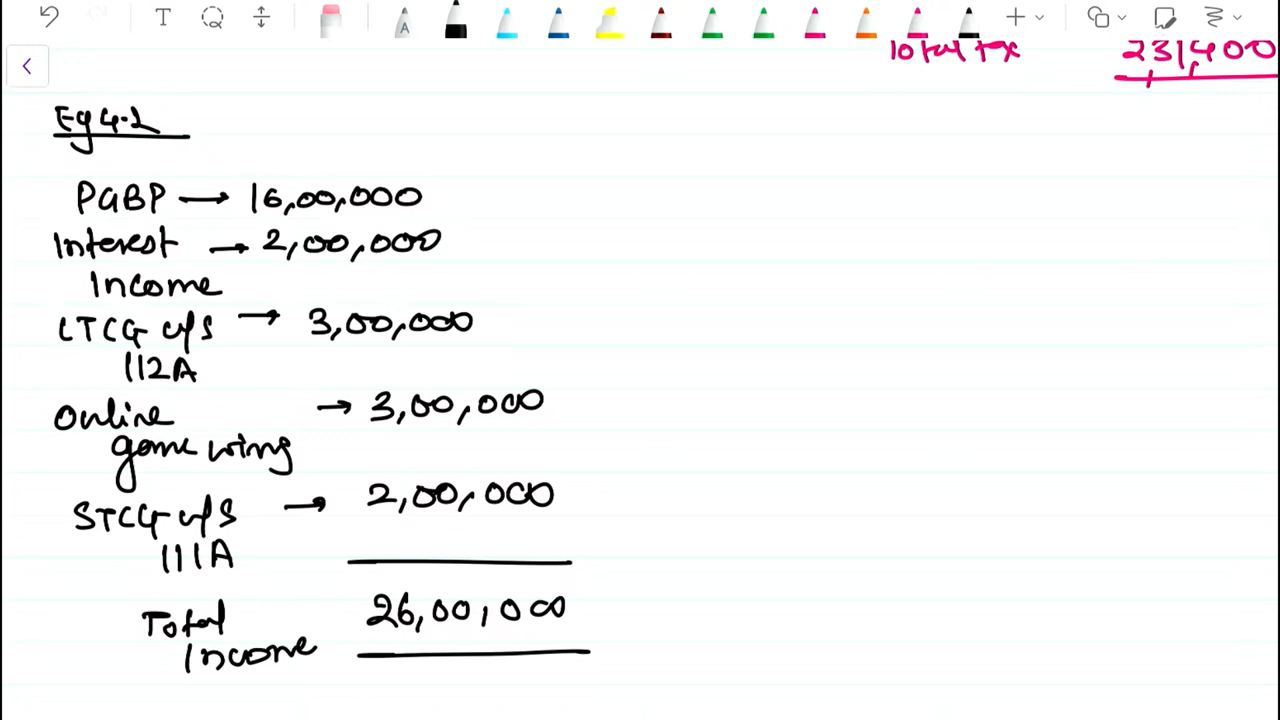 Total tax 231,400
Eg 4.2
PGBP → 16,00,000
Interest → 2,00,000
Income
LTCG u/s → 3,00,000
112A
Online → 3,00,000
game wing
STCG u/s → 2,00,000
111A
Total 26,00,000
Income